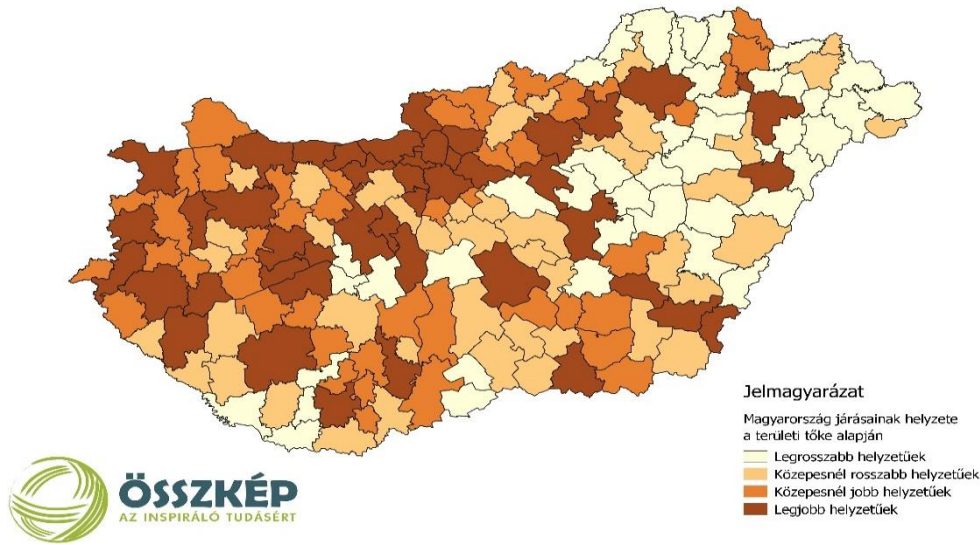 Jelmagyarázat
Magyarország járásainak helyzete
a területi tőke alapján
Legrosszabb helyzetűek
Közepesnél rosszabb helyzetűek
Közepesnél jobb helyzetűek
Legjobb helyzetűek
ÖSSZKÉP
AZ INSPIRÁLÓ TUDÁSÉRT